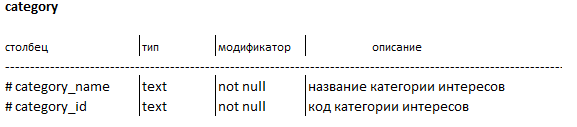 category
столбец тип модификатор описание
# category_name text not null название категории интересов
# category_id text not null код категории интересов